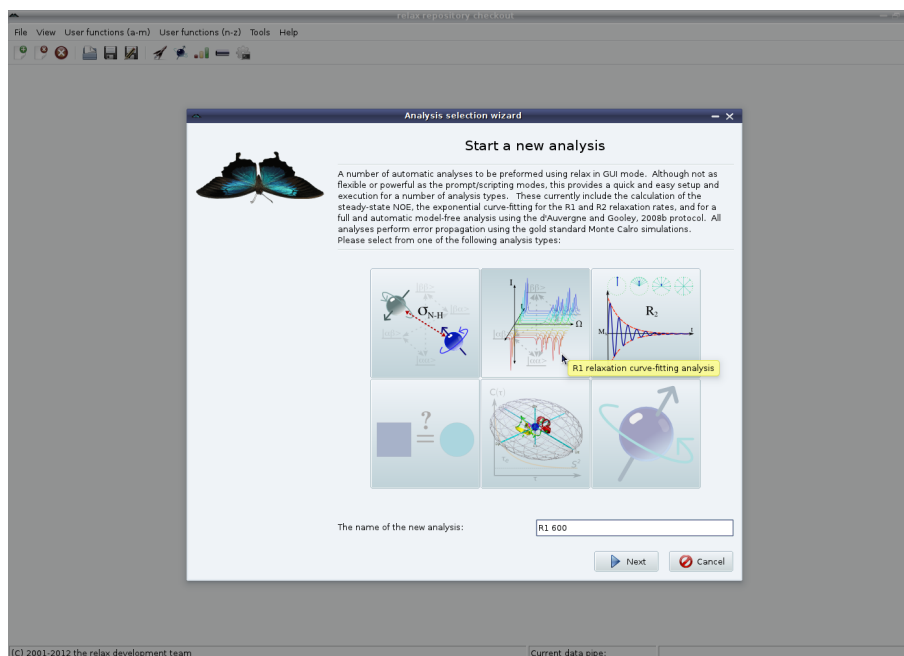 relax repository checkout
File View User functions (a-m) User functions (n-z) Tools Help
Analysis selection wizard
Start a new analysis
A number of automatic analyses to be preformed using relax in GUI mode. Although not as
flexible or powerful as the prompt/scripting modes, this provides a quick and easy setup and
execution for a number of analysis types. These currently include the calculation of the
steady-state NOE, the exponential curve-fitting for the R1 and R2 relaxation rates, and for a
full and automatic model-free analysis using the d'Auvergne and Gooley, 2008b protocol. All
analyses perform error propagation using the gold standard Monte Calro simulations.
Please select from one of the following analysis types:
σN-H
I
t
Ω
R2
M
t
R1 relaxation curve-fitting analysis
? =
C(τ)
S²
τ
The name of the new analysis:
R1 600
Next Cancel
(C) 2001-2012 the relax development team
Current data pipe: